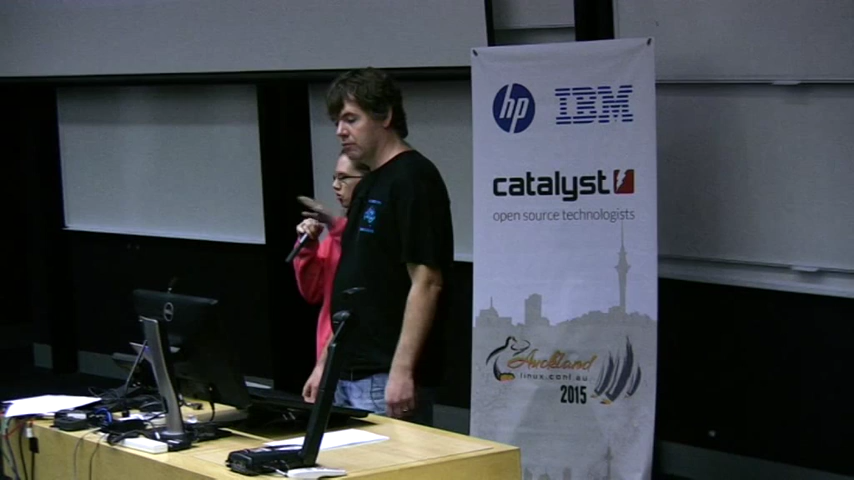 hp
IBM
catalyst
open source technologists
Auckland
linux.conf.au
2015